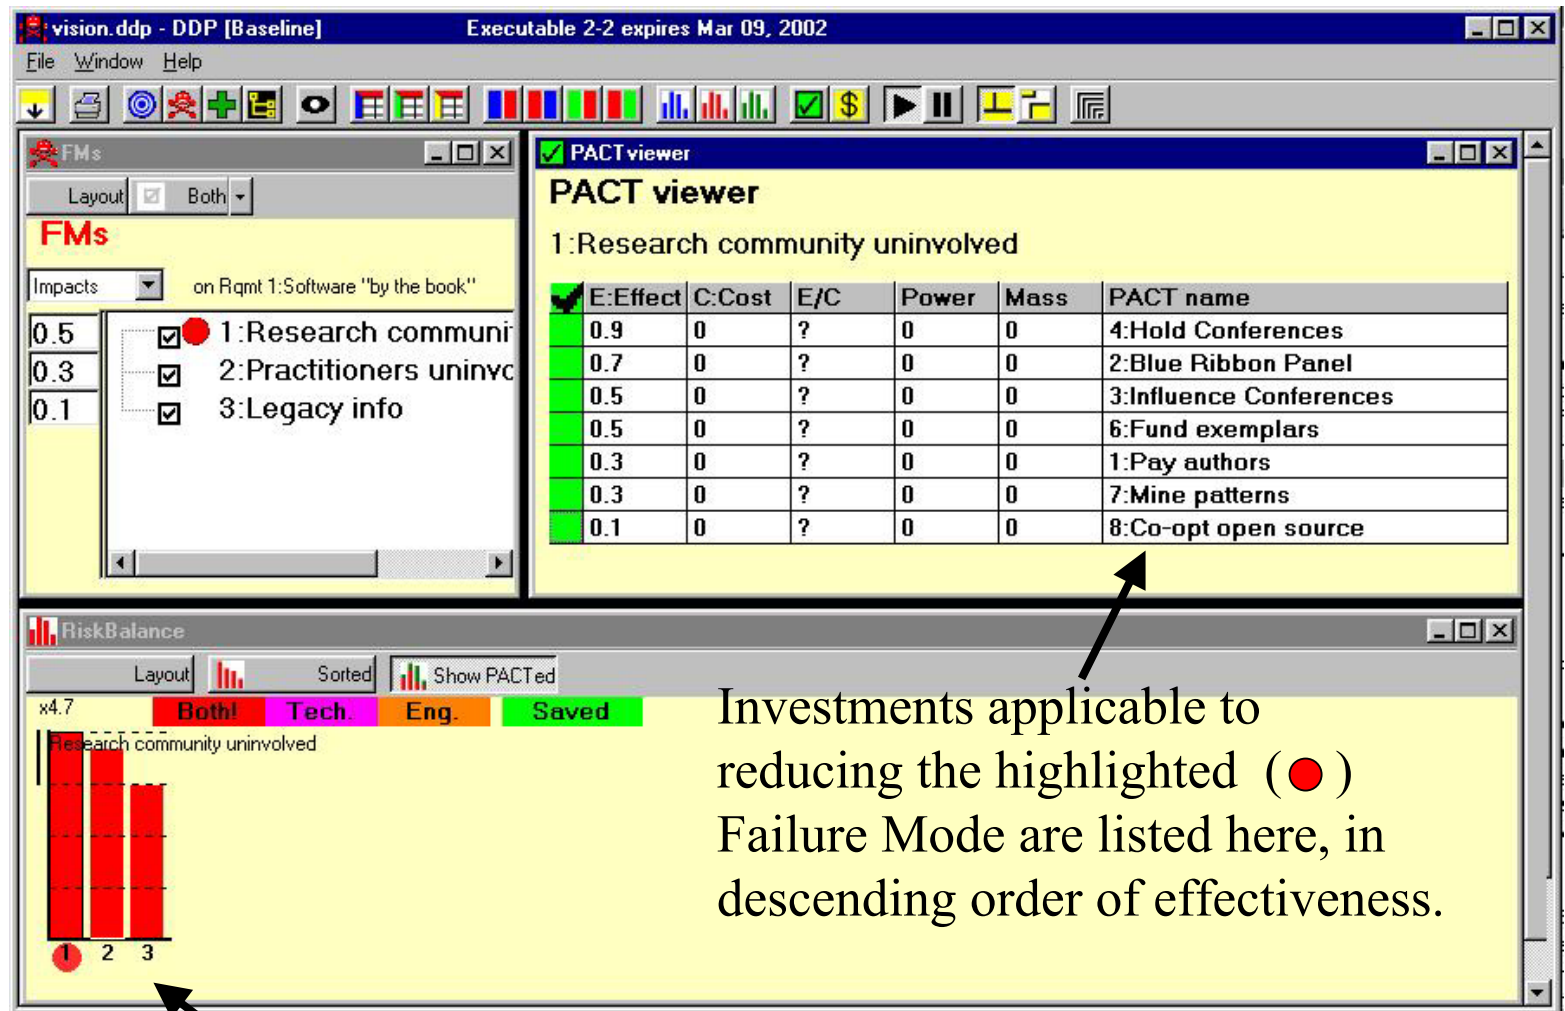 vision.ddp - DDP [Baseline] Executable 2-2 expires Mar 09, 2002
File Window Help
FMs
Layout Both
FMs
Impacts on Rqmt 1:Software "by the book"
0.5 1:Research communi
0.3 2:Practitioners uninvo
0.1 3:Legacy info
PACTviewer
PACT viewer
1:Research community uninvolved
E:Effect C:Cost E/C Power Mass PACT name
0.9 0 ? 0 0 4:Hold Conferences
0.7 0 ? 0 0 2:Blue Ribbon Panel
0.5 0 ? 0 0 3:Influence Conferences
0.5 0 ? 0 0 6:Fund exemplars
0.3 0 ? 0 0 1:Pay authors
0.3 0 ? 0 0 7:Mine patterns
0.1 0 ? 0 0 8:Co-opt open source
RiskBalance
Layout Sorted Show PACTed
x4.7 Both! Tech. Eng. Saved
Research community uninvolved
1 2 3
Investments applicable to
reducing the highlighted ( )
Failure Mode are listed here, in
descending order of effectiveness.